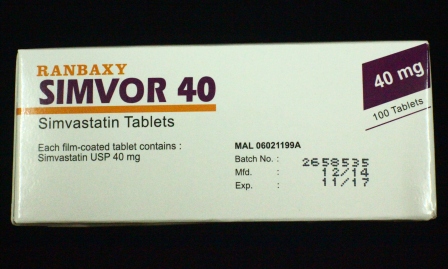 RANBAXY
SIMVOR 40
Simvastatin Tablets
Each film-coated tablet contains :
Simvastatin USP 40 mg
40 mg
100 Tablets
MAL 06021199A
Batch No. : 2658535
Mfd. : 12/14
Exp. : 11/17